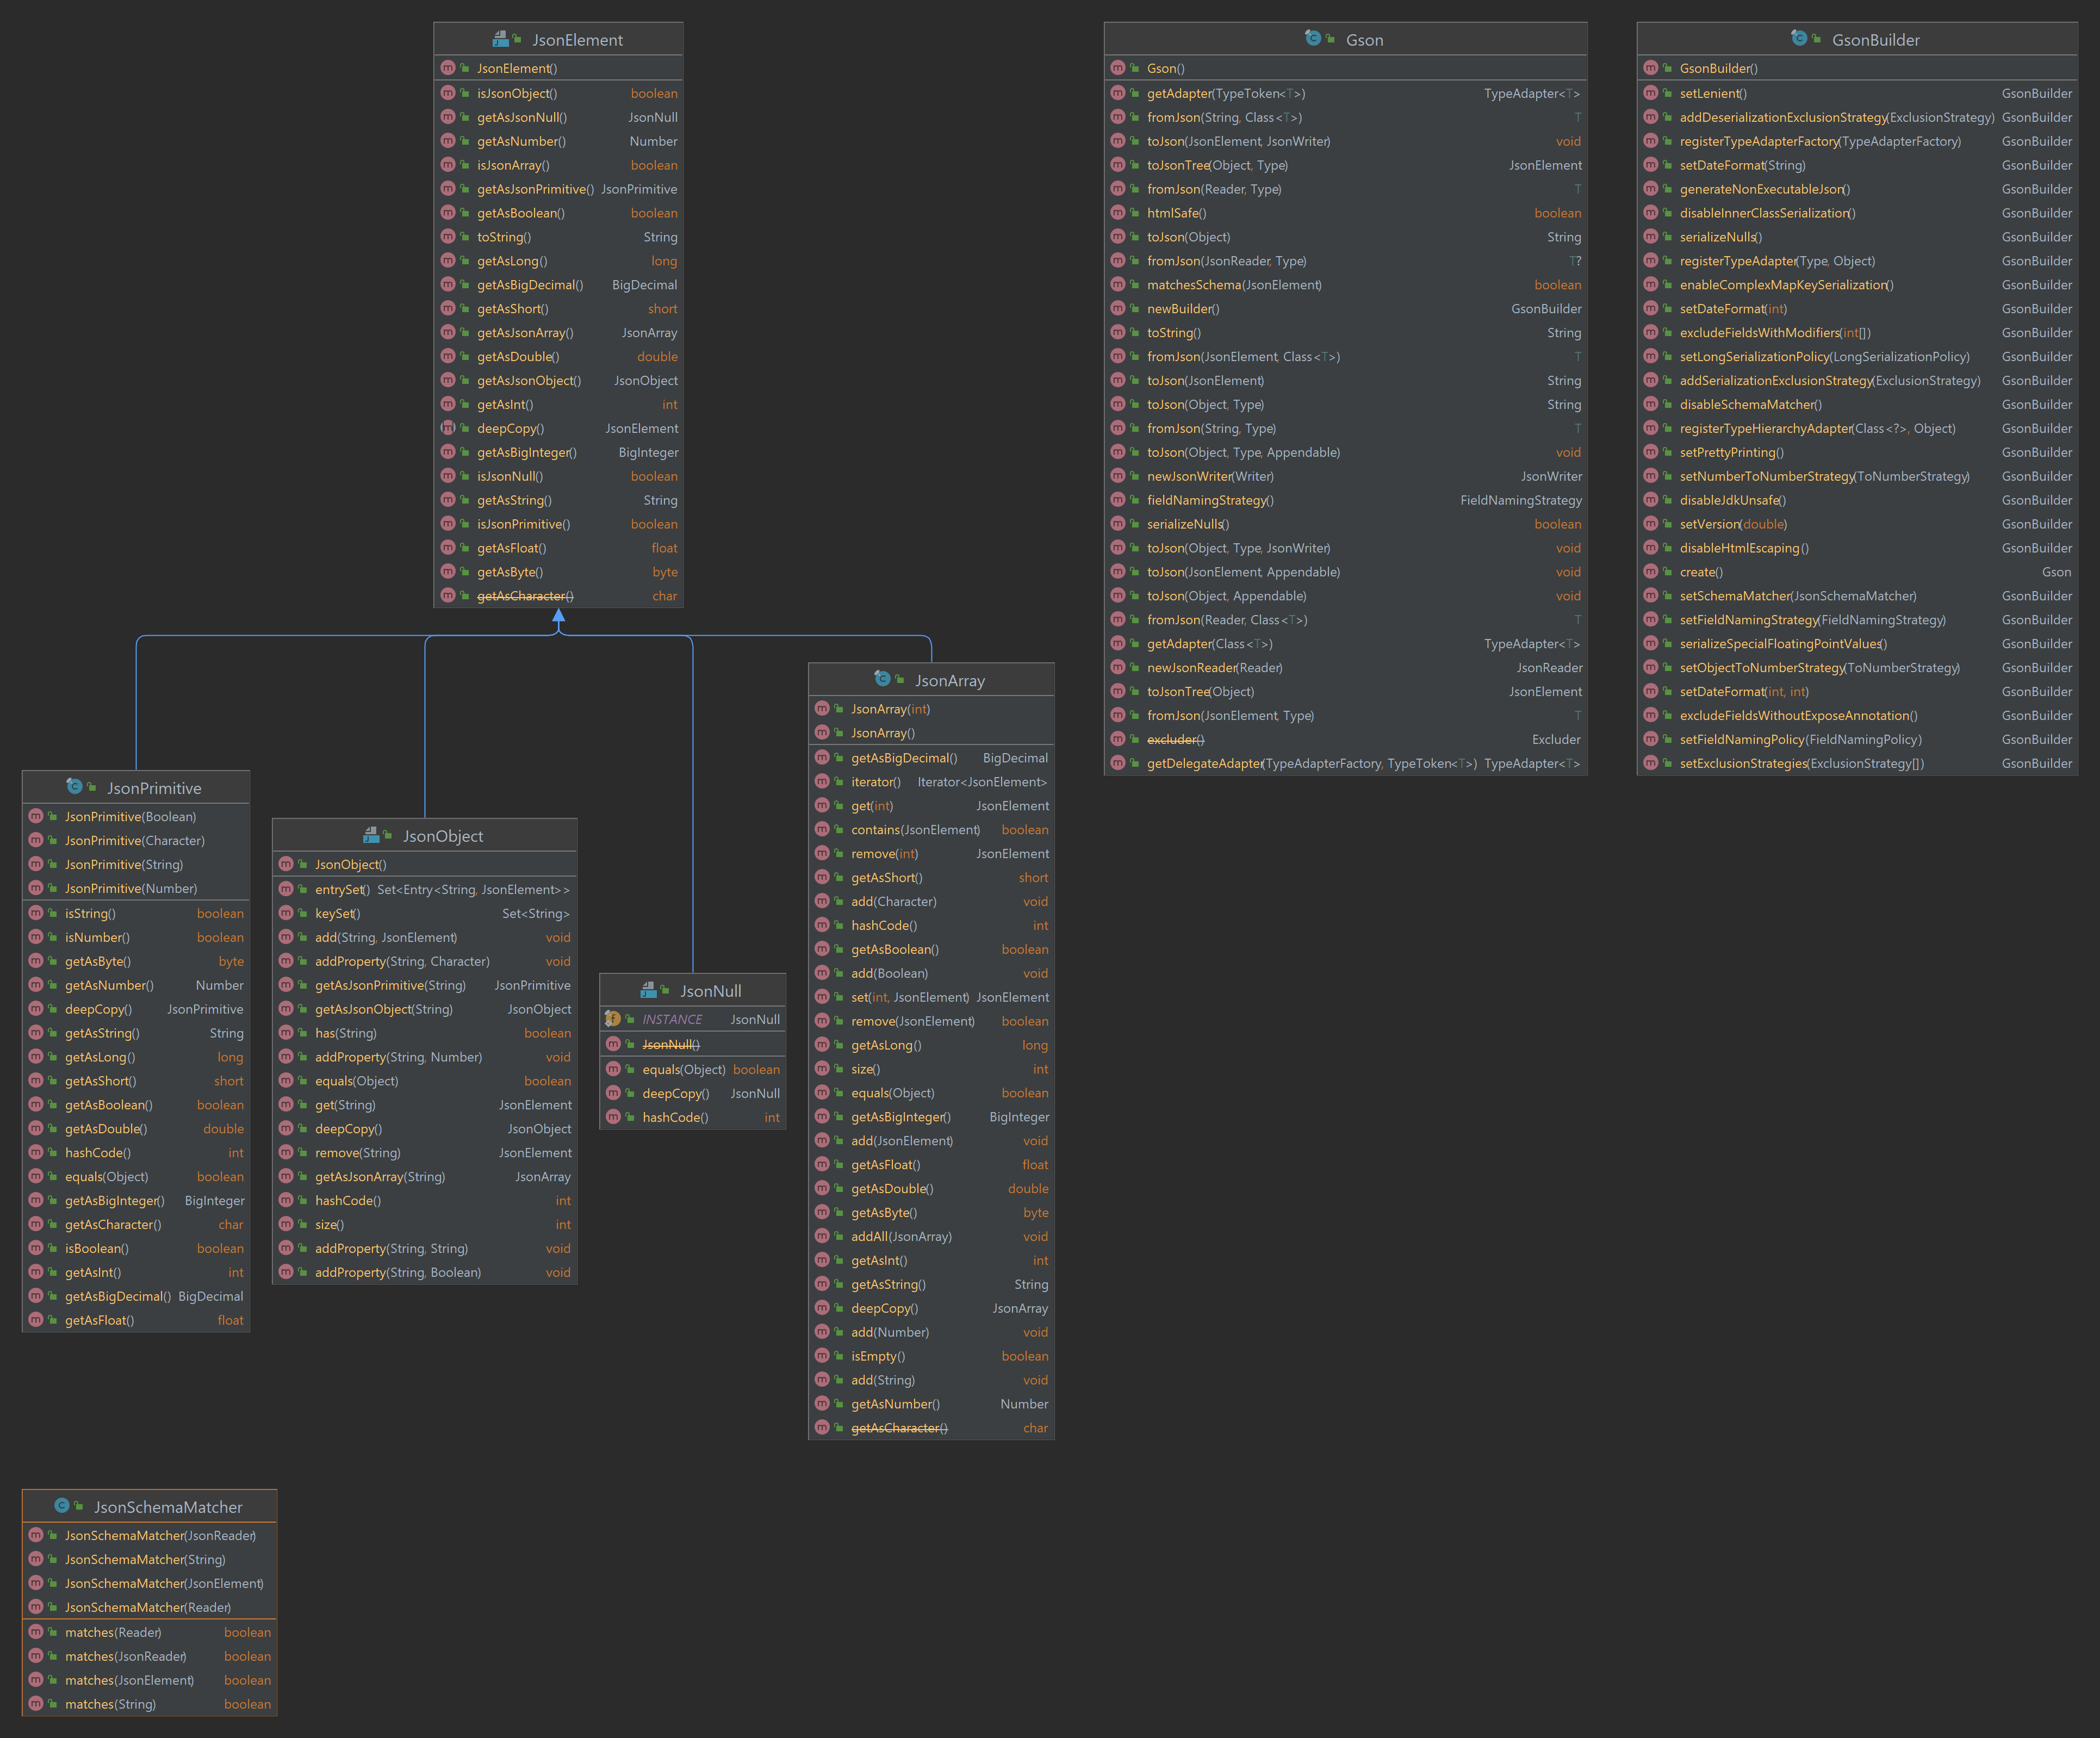 JsonElement
JsonElement()
isJsonObject() boolean
getAsJsonNull() JsonNull
getAsNumber() Number
isJsonArray() boolean
getAsJsonPrimitive() JsonPrimitive
getAsBoolean() boolean
toString() String
getAsLong() long
getAsBigDecimal() BigDecimal
getAsShort() short
getAsJsonArray() JsonArray
getAsDouble() double
getAsJsonObject() JsonObject
getAsInt() int
deepCopy() JsonElement
getAsBigInteger() BigInteger
isJsonNull() boolean
getAsString() String
isJsonPrimitive() boolean
getAsFloat() float
getAsByte() byte
getAsCharacter() char
Gson
Gson()
getAdapter(TypeToken<T>) TypeAdapter<T>
fromJson(String, Class<T>) T
toJson(JsonElement, JsonWriter) void
toJsonTree(Object, Type) JsonElement
fromJson(Reader, Type) T
htmlSafe() boolean
toJson(Object) String
fromJson(JsonReader, Type) T?
matchesSchema(JsonElement) boolean
newBuilder() GsonBuilder
toString() String
fromJson(JsonElement, Class<T>) T
toJson(JsonElement) String
toJson(Object, Type) String
fromJson(String, Type) T
toJson(Object, Type, Appendable) void
newJsonWriter(Writer) JsonWriter
fieldNamingStrategy() FieldNamingStrategy
serializeNulls() boolean
toJson(Object, Type, JsonWriter) void
toJson(JsonElement, Appendable) void
toJson(Object, Appendable) void
fromJson(Reader, Class<T>) T
getAdapter(Class<T>) TypeAdapter<T>
newJsonReader(Reader) JsonReader
toJsonTree(Object) JsonElement
fromJson(JsonElement, Type) T
excluder() Excluder
getDelegateAdapter(TypeAdapterFactory, TypeToken<T>) TypeAdapter<T>
GsonBuilder
GsonBuilder()
setLenient() GsonBuilder
addDeserializationExclusionStrategy(ExclusionStrategy) GsonBuilder
registerTypeAdapterFactory(TypeAdapterFactory) GsonBuilder
setDateFormat(String) GsonBuilder
generateNonExecutableJson() GsonBuilder
disableInnerClassSerialization() GsonBuilder
serializeNulls() GsonBuilder
registerTypeAdapter(Type, Object) GsonBuilder
enableComplexMapKeySerialization() GsonBuilder
setDateFormat(int) GsonBuilder
excludeFieldsWithModifiers(int[]) GsonBuilder
setLongSerializationPolicy(LongSerializationPolicy) GsonBuilder
addSerializationExclusionStrategy(ExclusionStrategy) GsonBuilder
disableSchemaMatcher() GsonBuilder
registerTypeHierarchyAdapter(Class<?>, Object) GsonBuilder
setPrettyPrinting() GsonBuilder
setNumberToNumberStrategy(ToNumberStrategy) GsonBuilder
disableJdkUnsafe() GsonBuilder
setVersion(double) GsonBuilder
disableHtmlEscaping() GsonBuilder
create() Gson
setSchemaMatcher(JsonSchemaMatcher) GsonBuilder
setFieldNamingStrategy(FieldNamingStrategy) GsonBuilder
serializeSpecialFloatingPointValues() GsonBuilder
setObjectToNumberStrategy(ToNumberStrategy) GsonBuilder
setDateFormat(int, int) GsonBuilder
excludeFieldsWithoutExposeAnnotation() GsonBuilder
setFieldNamingPolicy(FieldNamingPolicy) GsonBuilder
setExclusionStrategies(ExclusionStrategy[]) GsonBuilder
JsonPrimitive
JsonPrimitive(Boolean)
JsonPrimitive(Character)
JsonPrimitive(String)
JsonPrimitive(Number)
isString() boolean
isNumber() boolean
getAsByte() byte
getAsNumber() Number
deepCopy() JsonPrimitive
getAsString() String
getAsLong() long
getAsShort() short
getAsBoolean() boolean
getAsDouble() double
hashCode() int
equals(Object) boolean
getAsBigInteger() BigInteger
getAsCharacter() char
isBoolean() boolean
getAsInt() int
getAsBigDecimal() BigDecimal
getAsFloat() float
JsonObject
JsonObject()
entrySet() Set<Entry<String, JsonElement>>
keySet() Set<String>
add(String, JsonElement) void
addProperty(String, Character) void
getAsJsonPrimitive(String) JsonPrimitive
getAsJsonObject(String) JsonObject
has(String) boolean
addProperty(String, Number) void
equals(Object) boolean
get(String) JsonElement
deepCopy() JsonObject
remove(String) JsonElement
getAsJsonArray(String) JsonArray
hashCode() int
size() int
addProperty(String, String) void
addProperty(String, Boolean) void
JsonNull
INSTANCE JsonNull
JsonNull()
equals(Object) boolean
deepCopy() JsonNull
hashCode() int
JsonArray
JsonArray(int)
JsonArray()
getAsBigDecimal() BigDecimal
iterator() Iterator<JsonElement>
get(int) JsonElement
contains(JsonElement) boolean
remove(int) JsonElement
getAsShort() short
add(Character) void
hashCode() int
getAsBoolean() boolean
add(Boolean) void
set(int, JsonElement) JsonElement
remove(JsonElement) boolean
getAsLong() long
size() int
equals(Object) boolean
getAsBigInteger() BigInteger
add(JsonElement) void
getAsFloat() float
getAsDouble() double
getAsByte() byte
addAll(JsonArray) void
getAsInt() int
getAsString() String
deepCopy() JsonArray
add(Number) void
isEmpty() boolean
add(String) void
getAsNumber() Number
getAsCharacter() char
JsonSchemaMatcher
JsonSchemaMatcher(JsonReader)
JsonSchemaMatcher(String)
JsonSchemaMatcher(JsonElement)
JsonSchemaMatcher(Reader)
matches(Reader) boolean
matches(JsonReader) boolean
matches(JsonElement) boolean
matches(String) boolean